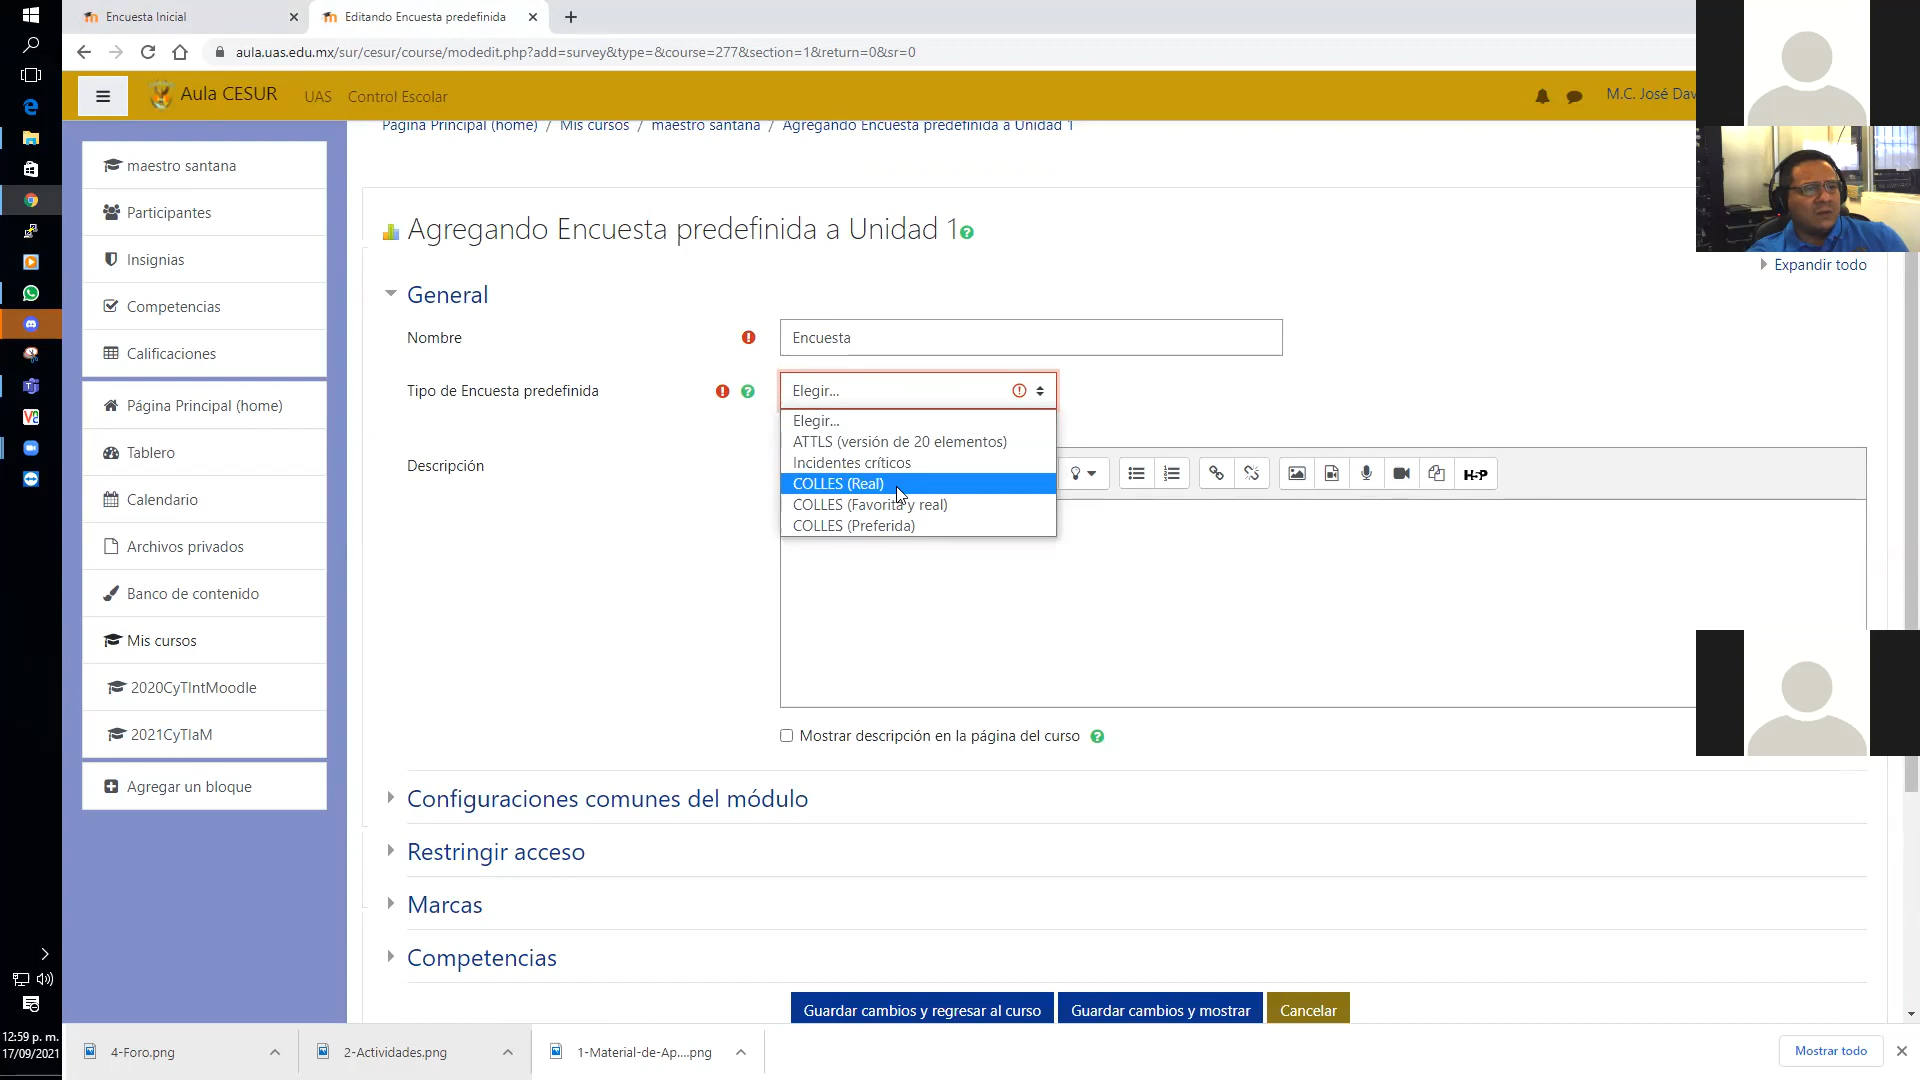 Encuesta Inicial
Editando Encuesta predefinida
aula.uas.edu.mx/sur/cesur/course/modedit.php?add=survey&type=&course=277&section=1&return=0&sr=0
Aula CESUR
UAS
Control Escolar
M.C. José Dav
maestro santana
Participantes
Insignias
Competencias
Calificaciones
Página Principal (home)
Tablero
Calendario
Archivos privados
Banco de contenido
Mis cursos
2020CyTIntMoodle
2021CyTIaM
Agregar un bloque
Página Principal (home) / Mis cursos / maestro santana / Agregando Encuesta predefinida a Unidad 1
Agregando Encuesta predefinida a Unidad 1
Expandir todo
General
Nombre
Encuesta
Tipo de Encuesta predefinida
Elegir...
Elegir...
ATTLS (versión de 20 elementos)
Incidentes críticos
COLLES (Real)
COLLES (Favorita y real)
COLLES (Preferida)
Descripción
H-P
Mostrar descripción en la página del curso
Configuraciones comunes del módulo
Restringir acceso
Marcas
Competencias
Guardar cambios y regresar al curso
Guardar cambios y mostrar
Cancelar
12:59 p. m.
17/09/2021
4-Foro.png
2-Actividades.png
1-Material-de-Ap....png
Mostrar todo